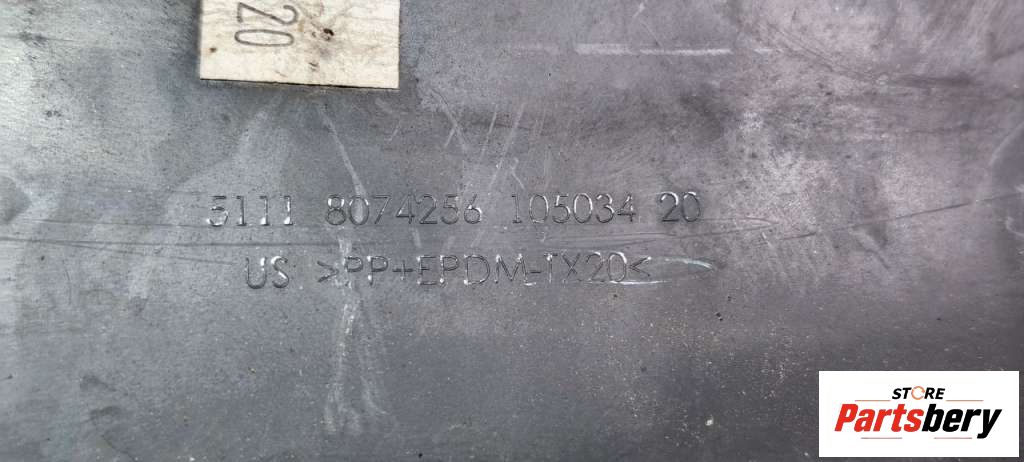 20
5111 8074256 105034 20
US >PP+EPDM-TX20<
STORE
Partsbery